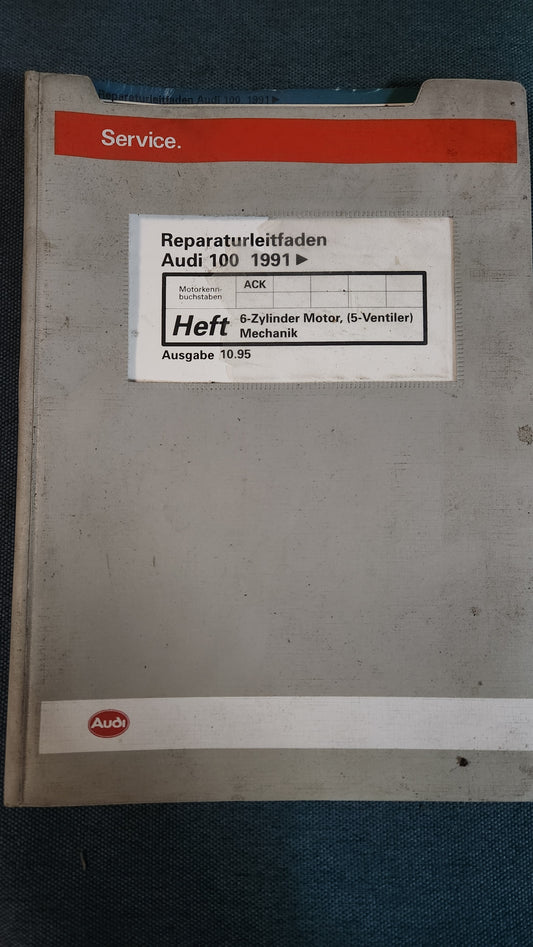 Reparaturleitfaden Audi 100 1991►
Service.
Reparaturleitfaden
Audi 100 1991►
Motorkenn-
buchstaben
ACK
Heft
6-Zylinder Motor, (5-Ventiler)
Mechanik
Ausgabe 10.95
Audi